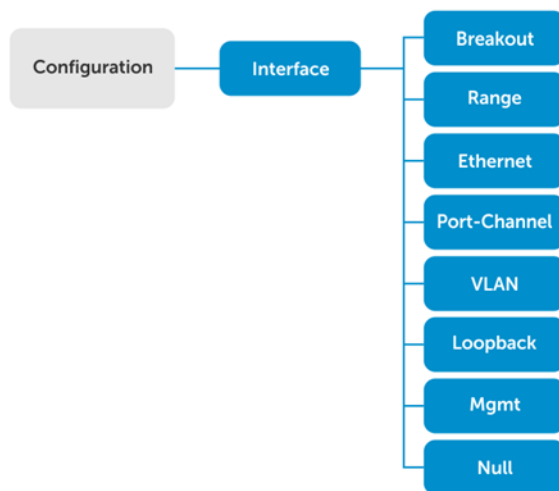 Configuration
Interface
Breakout
Range
Ethernet
Port-Channel
VLAN
Loopback
Mgmt
Null